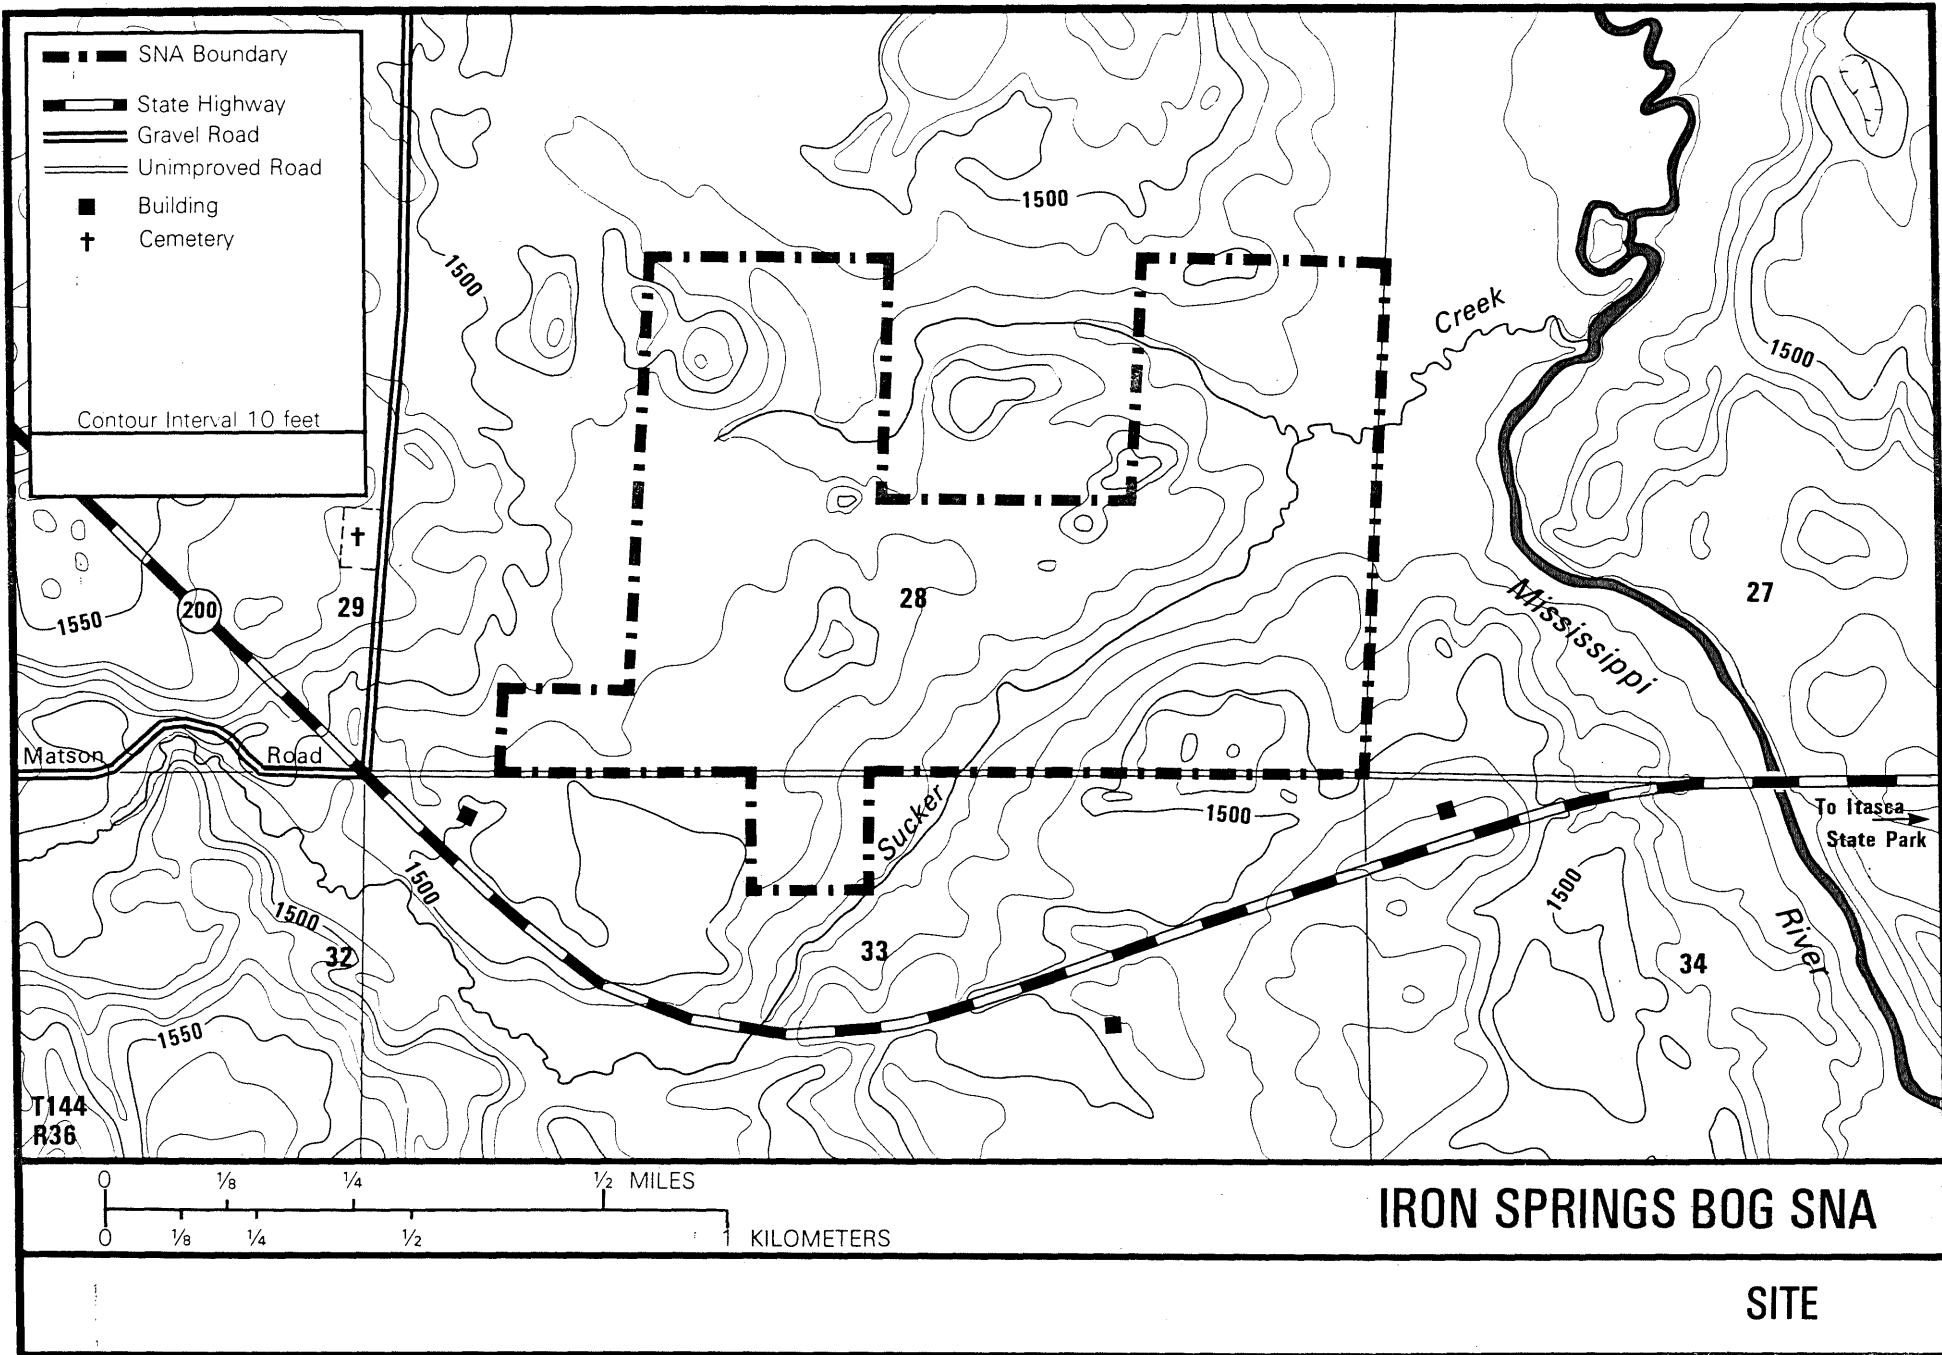 SNA Boundary
State Highway
Gravel Road
Unimproved Road
Building
Cemetery
Contour Interval 10 feet
1500
1500
Creek
1500
1550
200
29
28
27
Mississippi
Matson Road
Sucker
1500
To Itasca
State Park
1500
1500
1500
32
33
34
River
1550
T144
R36
0 1/8 1/4 1/2 MILES
0 1/8 1/4 1/2 1 KILOMETERS
IRON SPRINGS BOG SNA
SITE